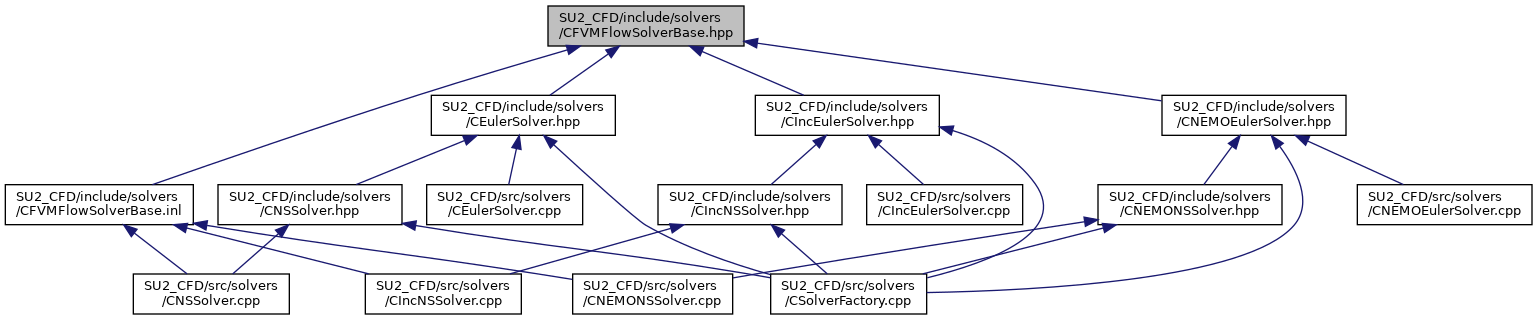 SU2_CFD/include/solvers
/CFVMFlowSolverBase.hpp
SU2_CFD/include/solvers
/CEulerSolver.hpp
SU2_CFD/include/solvers
/CIncEulerSolver.hpp
SU2_CFD/include/solvers
/CNEMOEulerSolver.hpp
SU2_CFD/include/solvers
/CFVMFlowSolverBase.inl
SU2_CFD/include/solvers
/CNSSolver.hpp
SU2_CFD/src/solvers
/CEulerSolver.cpp
SU2_CFD/include/solvers
/CIncNSSolver.hpp
SU2_CFD/src/solvers
/CIncEulerSolver.cpp
SU2_CFD/include/solvers
/CNEMONSSolver.hpp
SU2_CFD/src/solvers
/CNEMOEulerSolver.cpp
SU2_CFD/src/solvers
/CNSSolver.cpp
SU2_CFD/src/solvers
/CIncNSSolver.cpp
SU2_CFD/src/solvers
/CNEMONSSolver.cpp
SU2_CFD/src/solvers
/CSolverFactory.cpp